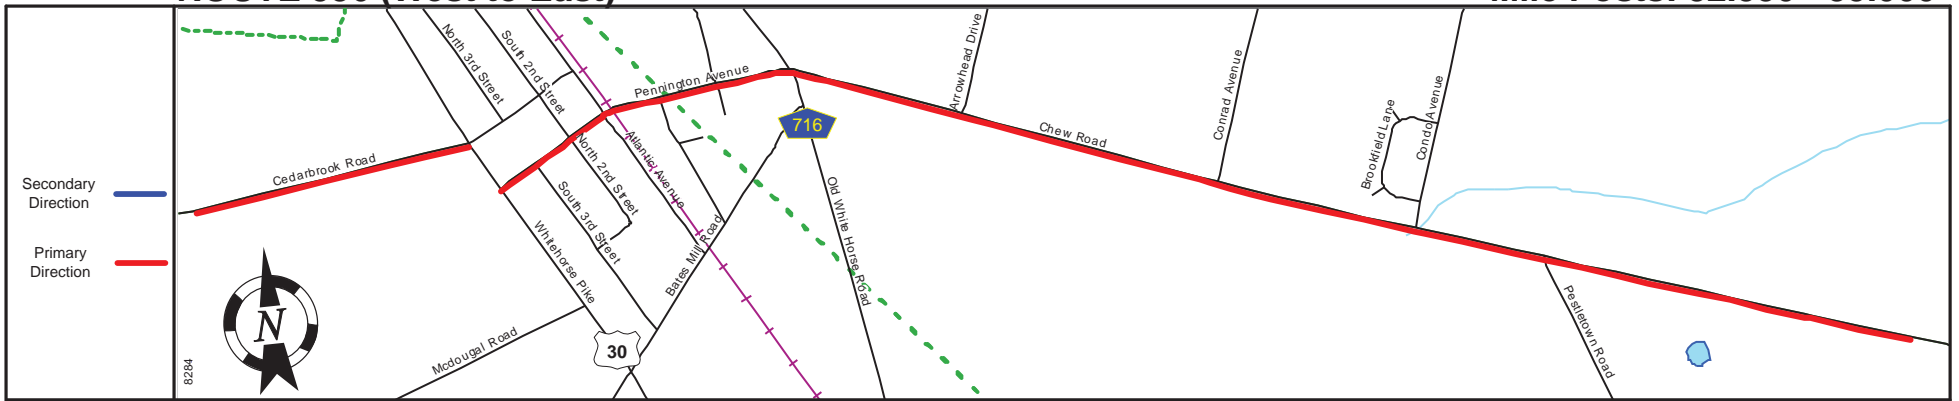 Secondary
Direction
Primary
Direction
8284
N
Cedarbrook Road
North 3rd Street
South 2nd Street
Pennington Avenue
Arrowhead Drive
716
Chew Road
Conrad Avenue
Brookfield Lane
Condo Avenue
Atlantic Avenue
North 2nd Street
South 3rd Street
Whitehorse Pike
Bates Mill Road
Old White Horse Road
Mcdougal Road
30
Pestletown Road